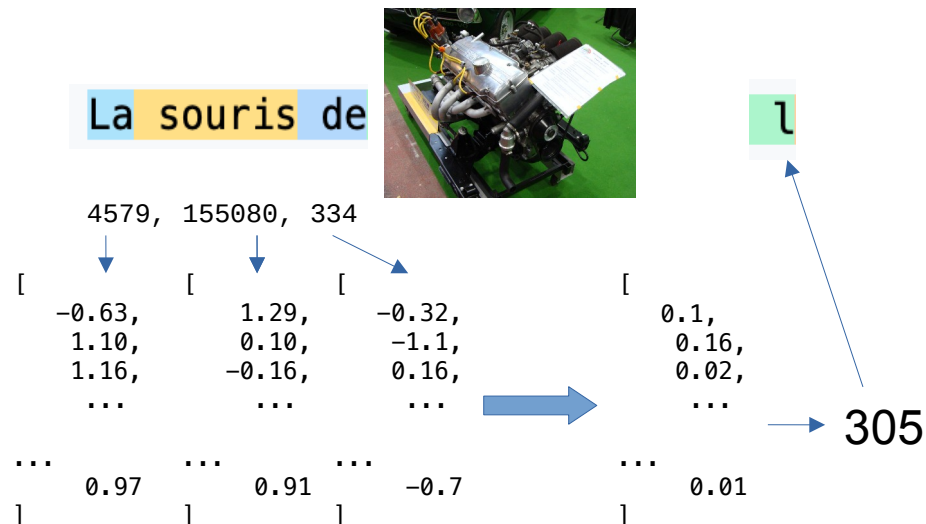 La souris de
l
4579, 155080, 334
[ [ [ [
−0.63, 1.29, −0.32, 0.1,
1.10, 0.10, −1.1, 0.16,
1.16, −0.16, 0.16, 0.02,
... ... ... ...
305
... ... ... ...
0.97 0.91 −0.7 0.01
] ] ] ]